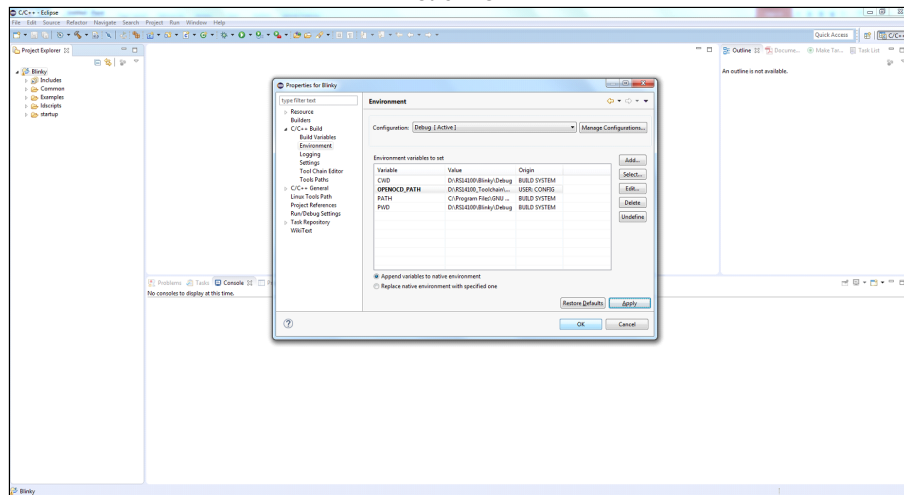 C/C++ - Eclipse
File Edit Source Refactor Navigate Search Project Run Window Help
Quick Access
C/C++
Project Explorer
Outline Docume... Make Tar... Task List
An outline is not available.
Blinky
Includes
Common
Examples
ldscripts
startup
Properties for Blinky
type filter text
Environment
Resource
Builders
C/C++ Build
Build Variables
Environment
Logging
Settings
Tool Chain Editor
Tools Paths
C/C++ General
Linux Tools Path
Project References
Run/Debug Settings
Task Repository
WikiText
Configuration: Debug [ Active ]
Manage Configurations...
Environment variables to set
Add...
Select...
Edit...
Delete
Undefine
Variable Value Origin
CWD D:\RS14100\Blinky\Debug BUILD SYSTEM
OPENOCD_PATH D:\RS14100_Toolchain\... USER: CONFIG
PATH C:\Program Files\GNU ... BUILD SYSTEM
PWD D:\RS14100\Blinky\Debug BUILD SYSTEM
Append variables to native environment
Replace native environment with specified one
Restore Defaults Apply
OK Cancel
Problems Tasks Console
No consoles to display at this time.
Blinky